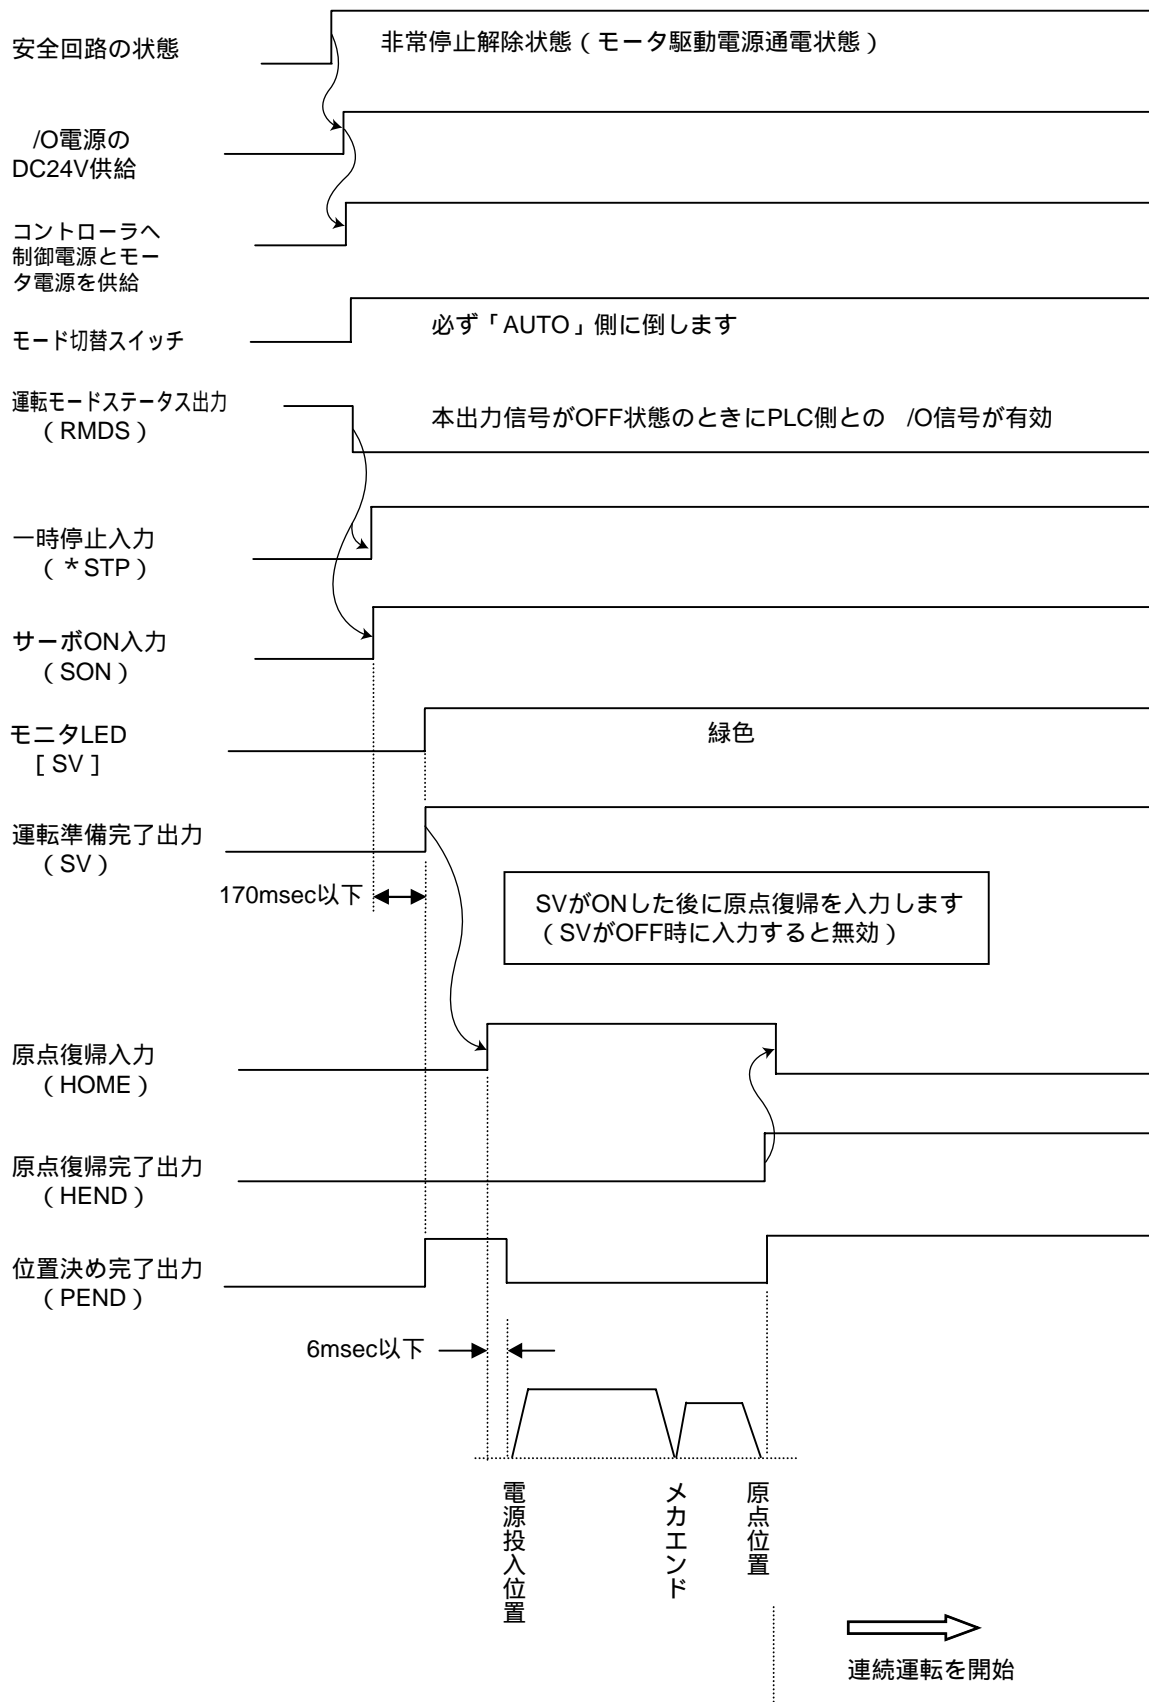 安全回路の状態
非常停止解除状態（モータ駆動電源通電状態）
/O電源の
DC24V供給
コントローラへ
制御電源とモー
タ電源を供給
モード切替スイッチ
必ず「AUTO」側に倒します
運転モードステータス出力
（RMDS）
本出力信号がOFF状態のときにPLC側との /O信号が有効
一時停止入力
（＊STP）
サーボON入力
（SON）
モニタLED
［SV］
緑色
運転準備完了出力
（SV）
170msec以下
SVがONした後に原点復帰を入力します
（SVがOFF時に入力すると無効）
原点復帰入力
（HOME）
原点復帰完了出力
（HEND）
位置決め完了出力
（PEND）
6msec以下
電源投入位置
メカエンド
原点位置
連続運転を開始